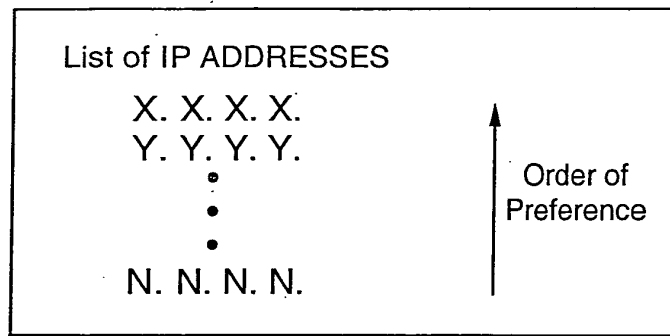 List of IP ADDRESSES
X. X. X. X.
Y. Y. Y. Y.
N. N. N. N.
Order of
Preference